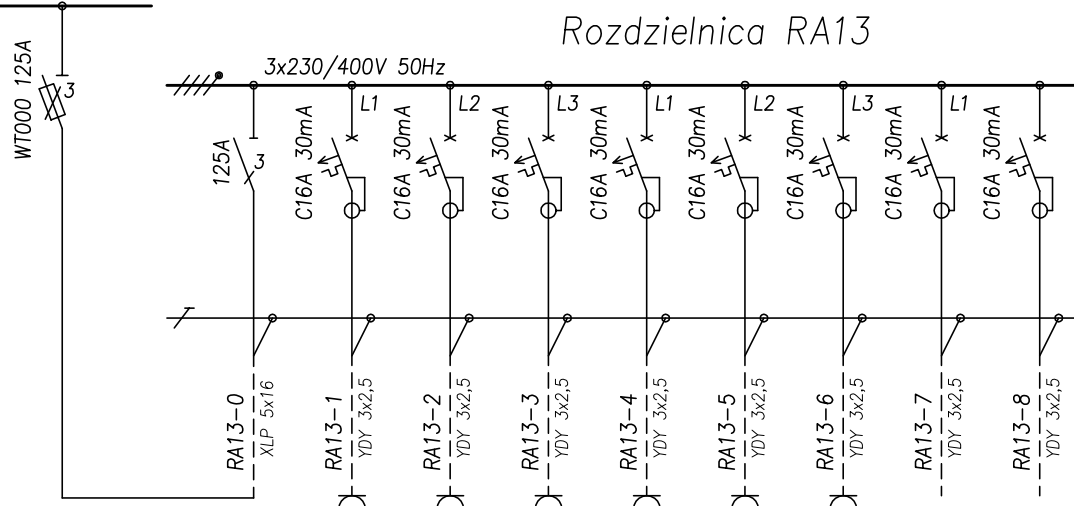 Rozdzielnica RA13
WT000 125A
3
3x230/400V 50Hz
125A
3
L1
C16A 30mA
L2
C16A 30mA
L3
C16A 30mA
L1
C16A 30mA
L2
C16A 30mA
L3
C16A 30mA
L1
C16A 30mA
C16A 30mA
RA13-0
XLP 5x16
RA13-1
YDY 3x2,5
RA13-2
YDY 3x2,5
RA13-3
YDY 3x2,5
RA13-4
YDY 3x2,5
RA13-5
YDY 3x2,5
RA13-6
YDY 3x2,5
RA13-7
YDY 3x2,5
RA13-8
YDY 3x2,5